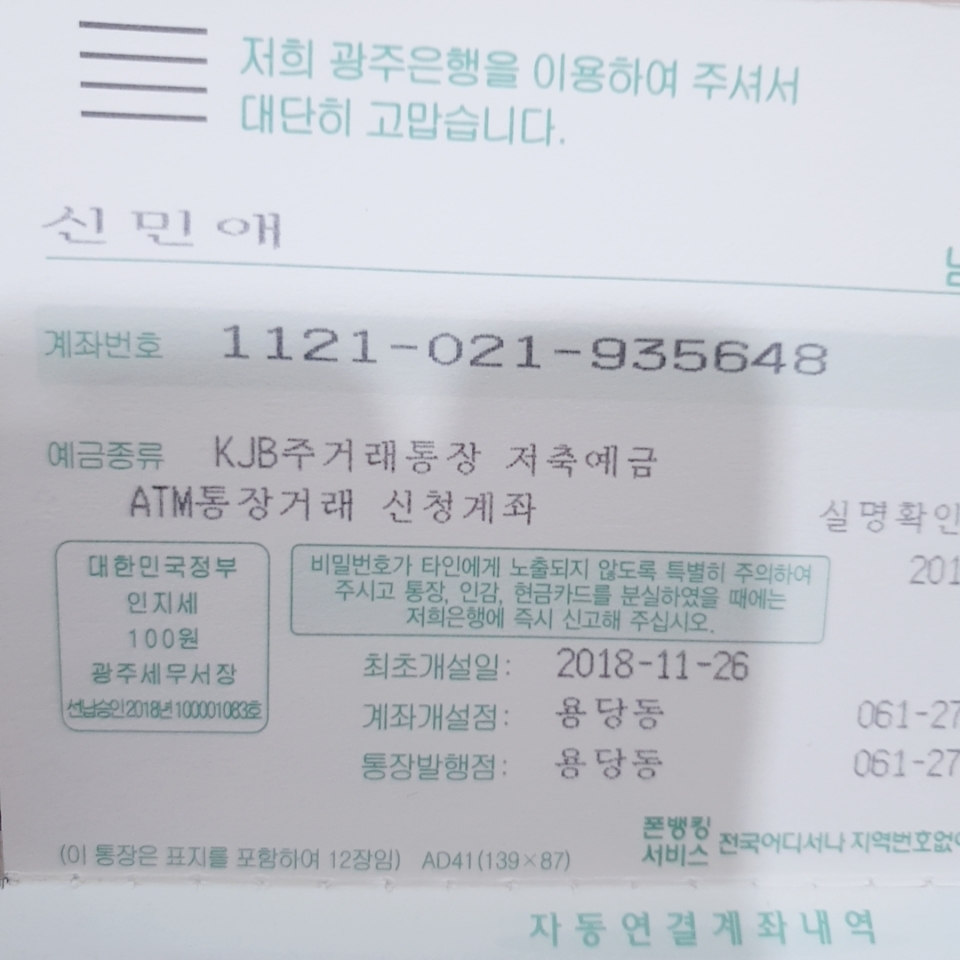 저희 광주은행을 이용하여 주셔서
대단히 고맙습니다.
신민애
계좌번호 1121-021-935648
예금종류 KJB주거래통장 저축예금
ATM통장거래 신청계좌
실명확인
201
대한민국정부
인지세
100원
광주세무서장
선납승인2018년100001083호
비밀번호가 타인에게 노출되지 않도록 특별히 주의하여
주시고 통장, 인감, 현금카드를 분실하였을 때에는
저희은행에 즉시 신고해 주십시오.
최초개설일: 2018-11-26
계좌개설점: 용당동 061-27
통장발행점: 용당동 061-27
폰뱅킹
서비스 전국어디서나 지역번호없이
(이 통장은 표지를 포함하여 12장임) AD41(139×87)
자동연결계좌내역